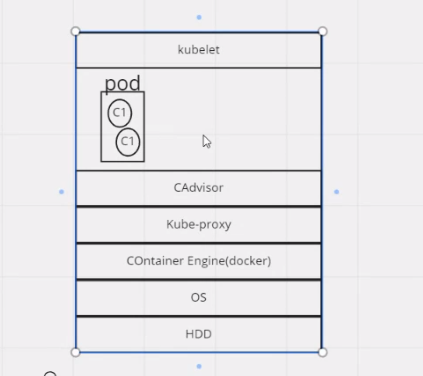 kubelet
pod
C1
C1
CAdvisor
Kube-proxy
COntainer Engine(docker)
OS
HDD